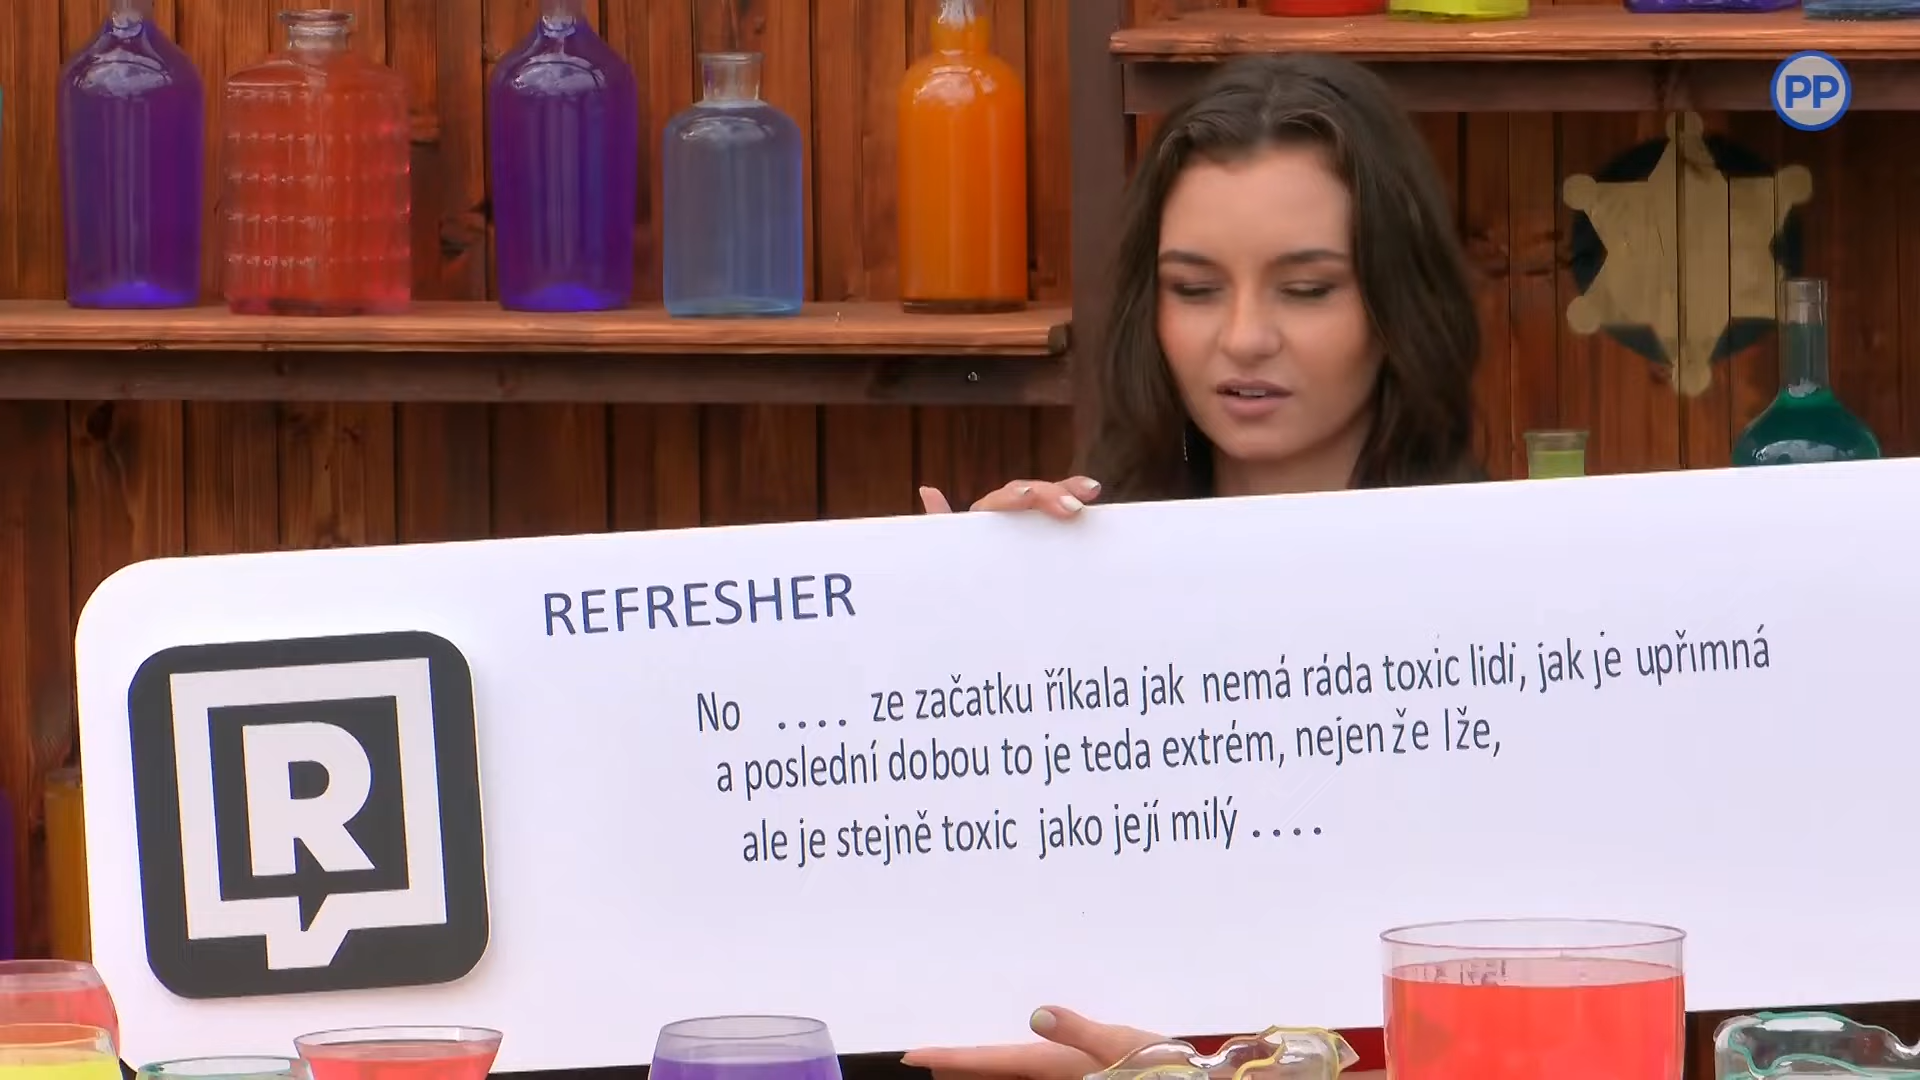 PP
REFRESHER
R
No .... ze začatku říkala jak nemá ráda toxic lidi, jak je upřimná
a poslední dobou to je teda extrém, nejen že lže,
ale je stejně toxic jako její milý ....